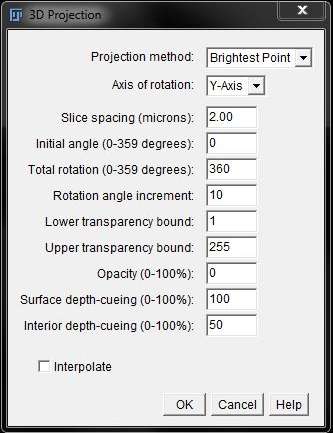 3D Projection
Projection method: Brightest Point
Axis of rotation: Y-Axis
Slice spacing (microns): 2.00
Initial angle (0-359 degrees): 0
Total rotation (0-359 degrees): 360
Rotation angle increment: 10
Lower transparency bound: 1
Upper transparency bound: 255
Opacity (0-100%): 0
Surface depth-cueing (0-100%): 100
Interior depth-cueing (0-100%): 50
Interpolate
OK Cancel Help